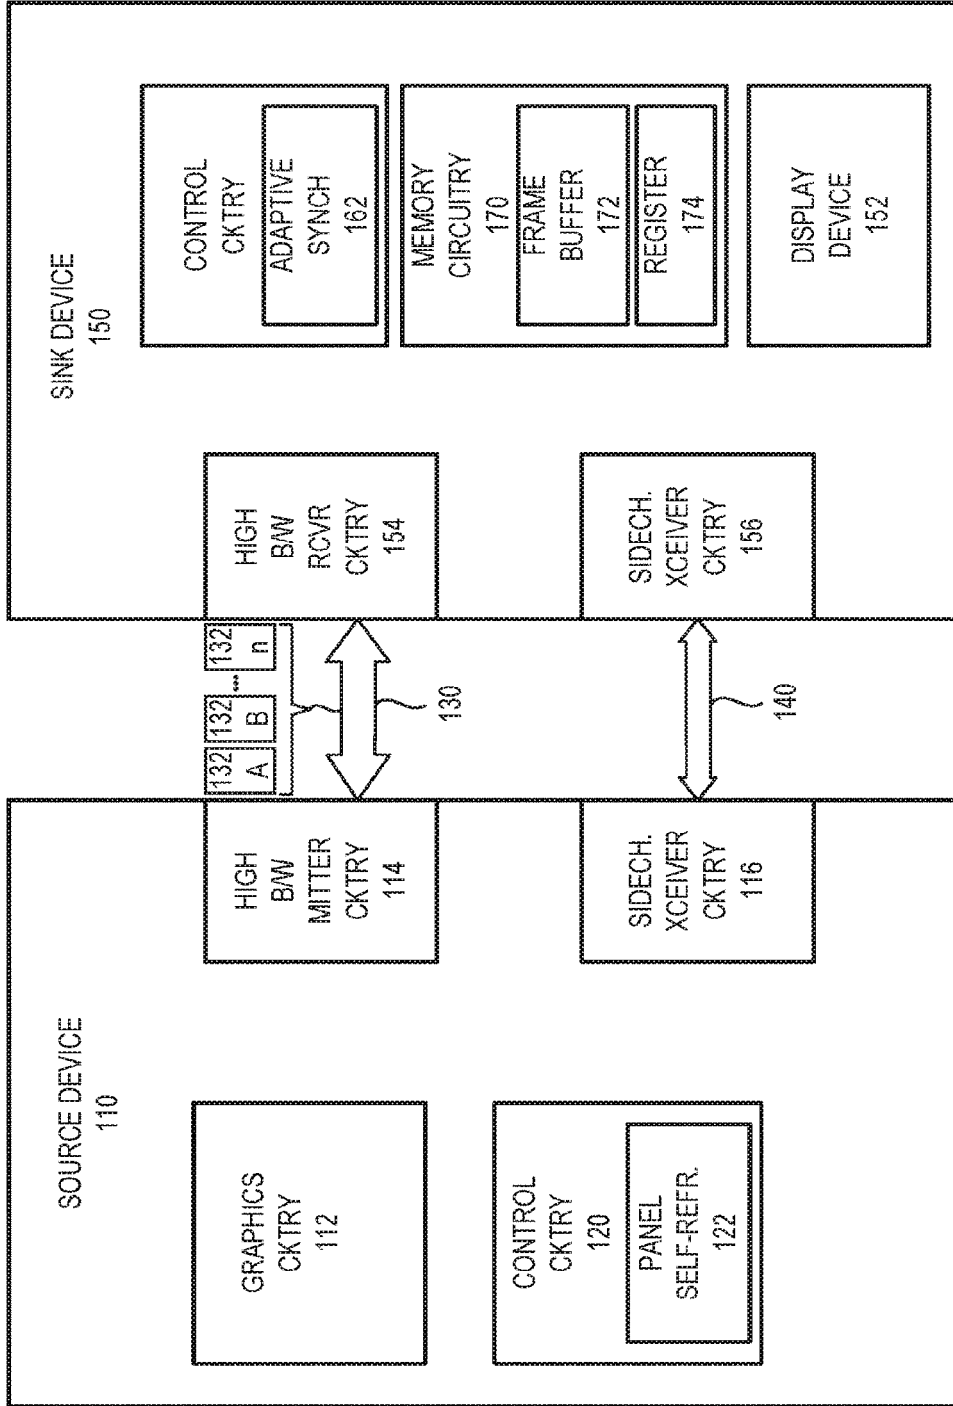 SOURCE DEVICE
110
GRAPHICS
CKTRY
112
CONTROL
CKTRY
120
PANEL
SELF-REFR.
122
HIGH
B/W
MITTER
CKTRY
114
SIDECH.
XCEIVER
CKTRY
116
132
A
132
B
...
132
n
130
140
SINK DEVICE
150
HIGH
B/W
RCVR
CKTRY
154
SIDECH.
XCEIVER
CKTRY
156
CONTROL
CKTRY
ADAPTIVE
SYNCH
162
MEMORY
CIRCUITRY
170
FRAME
BUFFER
172
REGISTER
174
DISPLAY
DEVICE
152